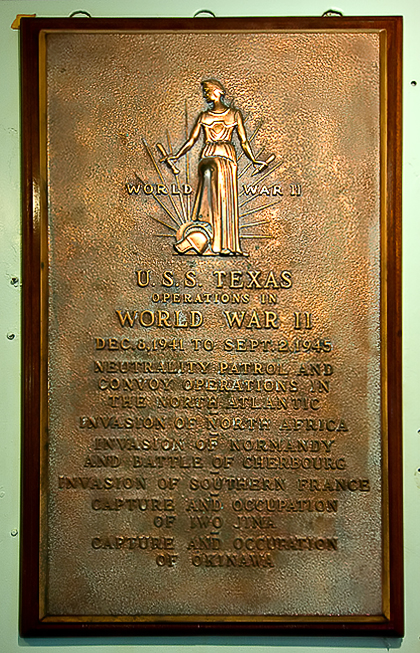 WORLD WAR II
U.S.S. TEXAS
OPERATIONS IN
WORLD WAR II
DEC. 8, 1941 TO SEPT. 2, 1945
NEUTRALITY PATROL AND
CONVOY OPERATIONS IN
THE NORTH ATLANTIC
INVASION OF NORTH AFRICA
INVASION OF NORMANDY
AND BATTLE OF CHERBOURG
INVASION OF SOUTHERN FRANCE
CAPTURE AND OCCUPATION
OF IWO JIMA
CAPTURE AND OCCUPATION
OF OKINAWA